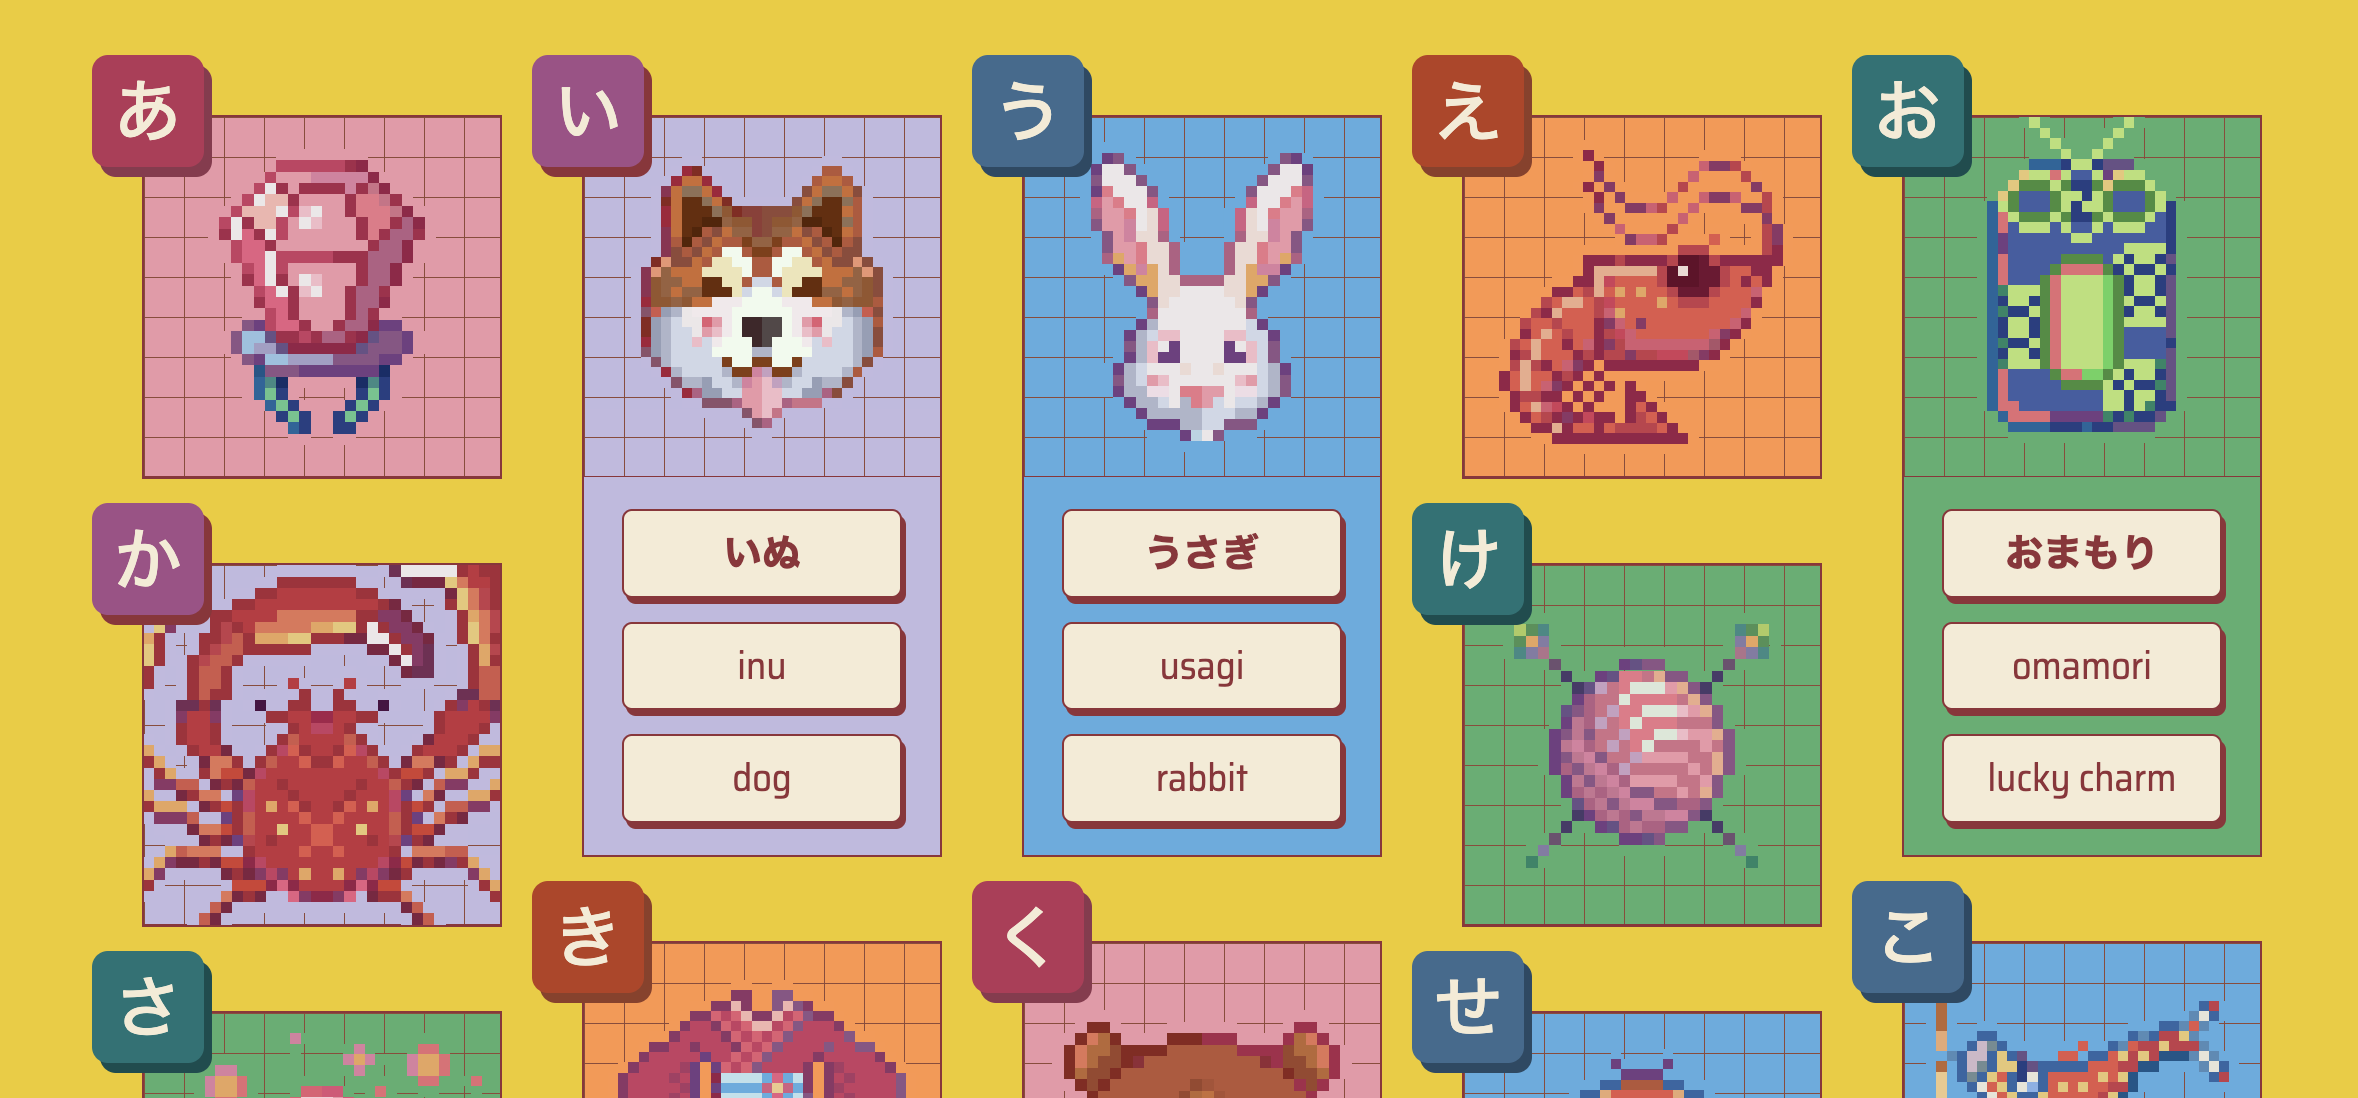 あ
い
いぬ
inu
dog
う
うさぎ
usagi
rabbit
え
お
おまもり
omamori
lucky charm
か
き
く
け
こ
さ
せ